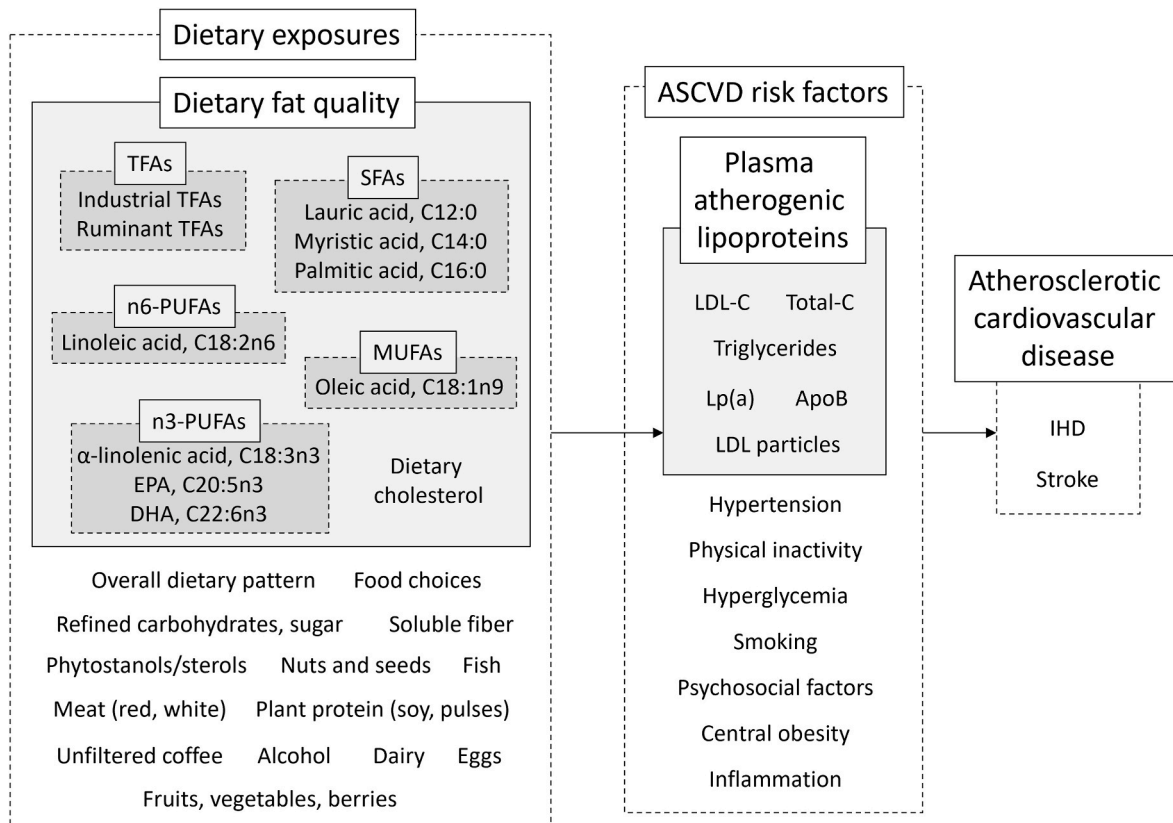 Dietary exposures
Dietary fat quality
TFAs
Industrial TFAs
Ruminant TFAs
SFAs
Lauric acid, C12:0
Myristic acid, C14:0
Palmitic acid, C16:0
n6-PUFAs
Linoleic acid, C18:2n6
MUFAs
Oleic acid, C18:1n9
n3-PUFAs
α-linolenic acid, C18:3n3
EPA, C20:5n3
DHA, C22:6n3
Dietary
cholesterol
Overall dietary pattern Food choices
Refined carbohydrates, sugar Soluble fiber
Phytostanols/sterols Nuts and seeds Fish
Meat (red, white) Plant protein (soy, pulses)
Unfiltered coffee Alcohol Dairy Eggs
Fruits, vegetables, berries
ASCVD risk factors
Plasma
atherogenic
lipoproteins
LDL-C Total-C
Triglycerides
Lp(a) ApoB
LDL particles
Hypertension
Physical inactivity
Hyperglycemia
Smoking
Psychosocial factors
Central obesity
Inflammation
Atherosclerotic
cardiovascular
disease
IHD
Stroke